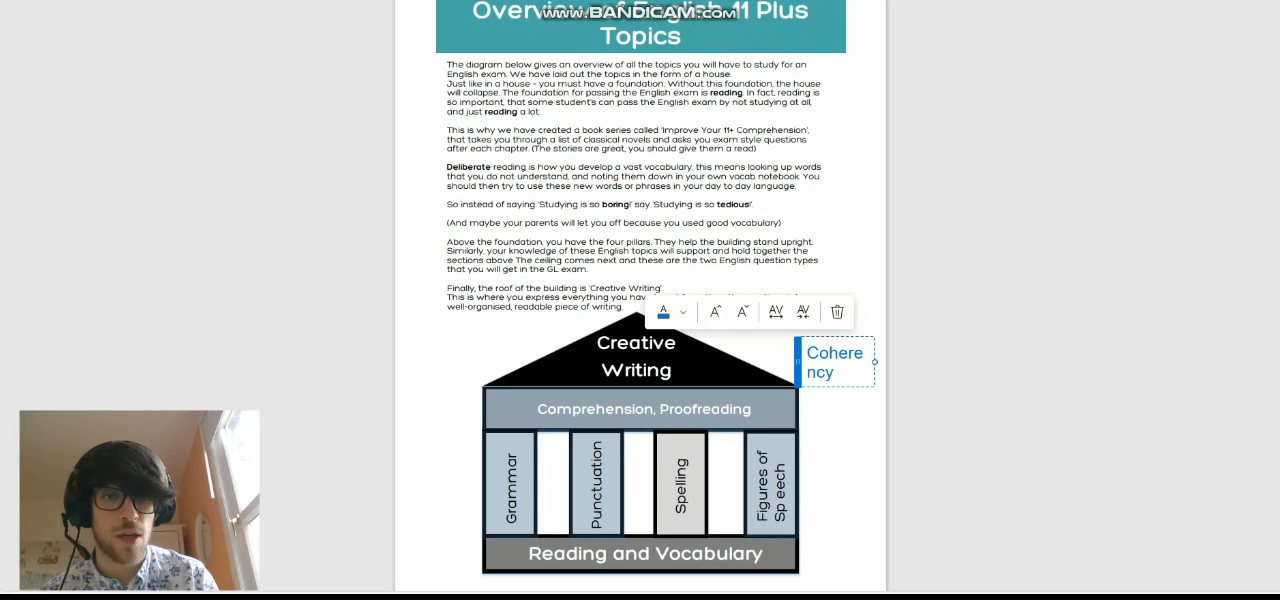 Overview of English 11 Plus
www.BANDICAM.com
Topics
The diagram below gives an overview of all the topics you will have to study for an
English exam. We have laid out the topics in the form of a house.
Just like in a house - you must have a foundation. Without this foundation, the house
will collapse. The foundation for passing the English exam is reading. In fact, reading is
so important, that some student's can pass the English exam by not studying at all,
and just reading a lot.
This is why we have created a book series called 'Improve Your 11+ Comprehension',
that takes you through a list of classical novels and asks you exam style questions
after each chapter. (The stories are great, you should give them a read)
Deliberate reading is how you develop a vast vocabulary, this means looking up words
that you do not understand, and noting them down in your own vocab notebook. You
should then try to use these new words or phrases in your day to day language.
So instead of saying 'Studying is so boring!' say 'Studying is so tedious!'.
(And maybe your parents will let you off because you used good vocabulary)
Above the foundation, you have the four pillars. They help the building stand upright.
Similarly, your knowledge of these English topics will support and hold together the
sections above The ceiling comes next and these are the two English question types
that you will get in the GL exam.
Finally, the roof of the building is 'Creative Writing'.
This is where you express everything you have
well-organised, readable piece of writing.
Creative
Writing
Cohere
ncy
Comprehension, Proofreading
Grammar
Punctuation
Spelling
Figures of
Sp eech
Reading and Vocabulary